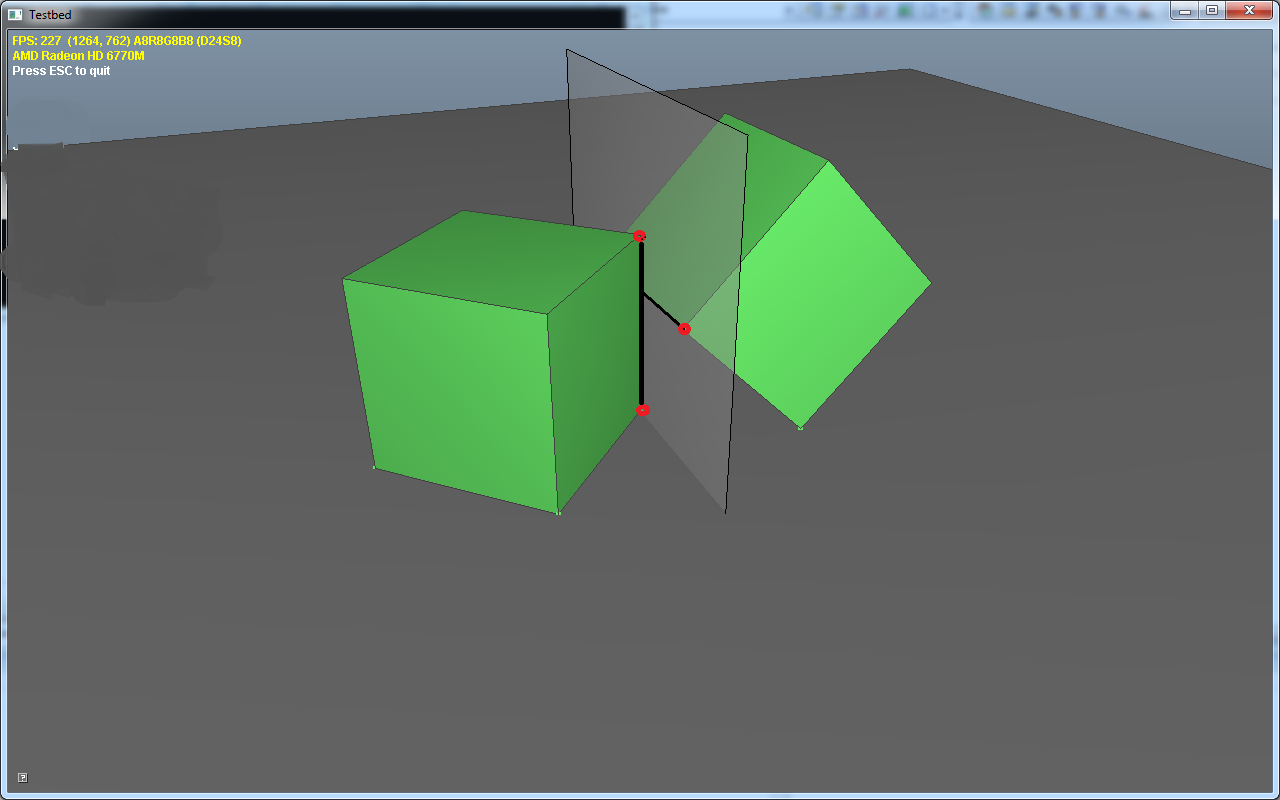 Testbed
FPS: 227 (1264, 762) A8R8G8B8 (D24S8)
AMD Radeon HD 6770M
Press ESC to quit
?